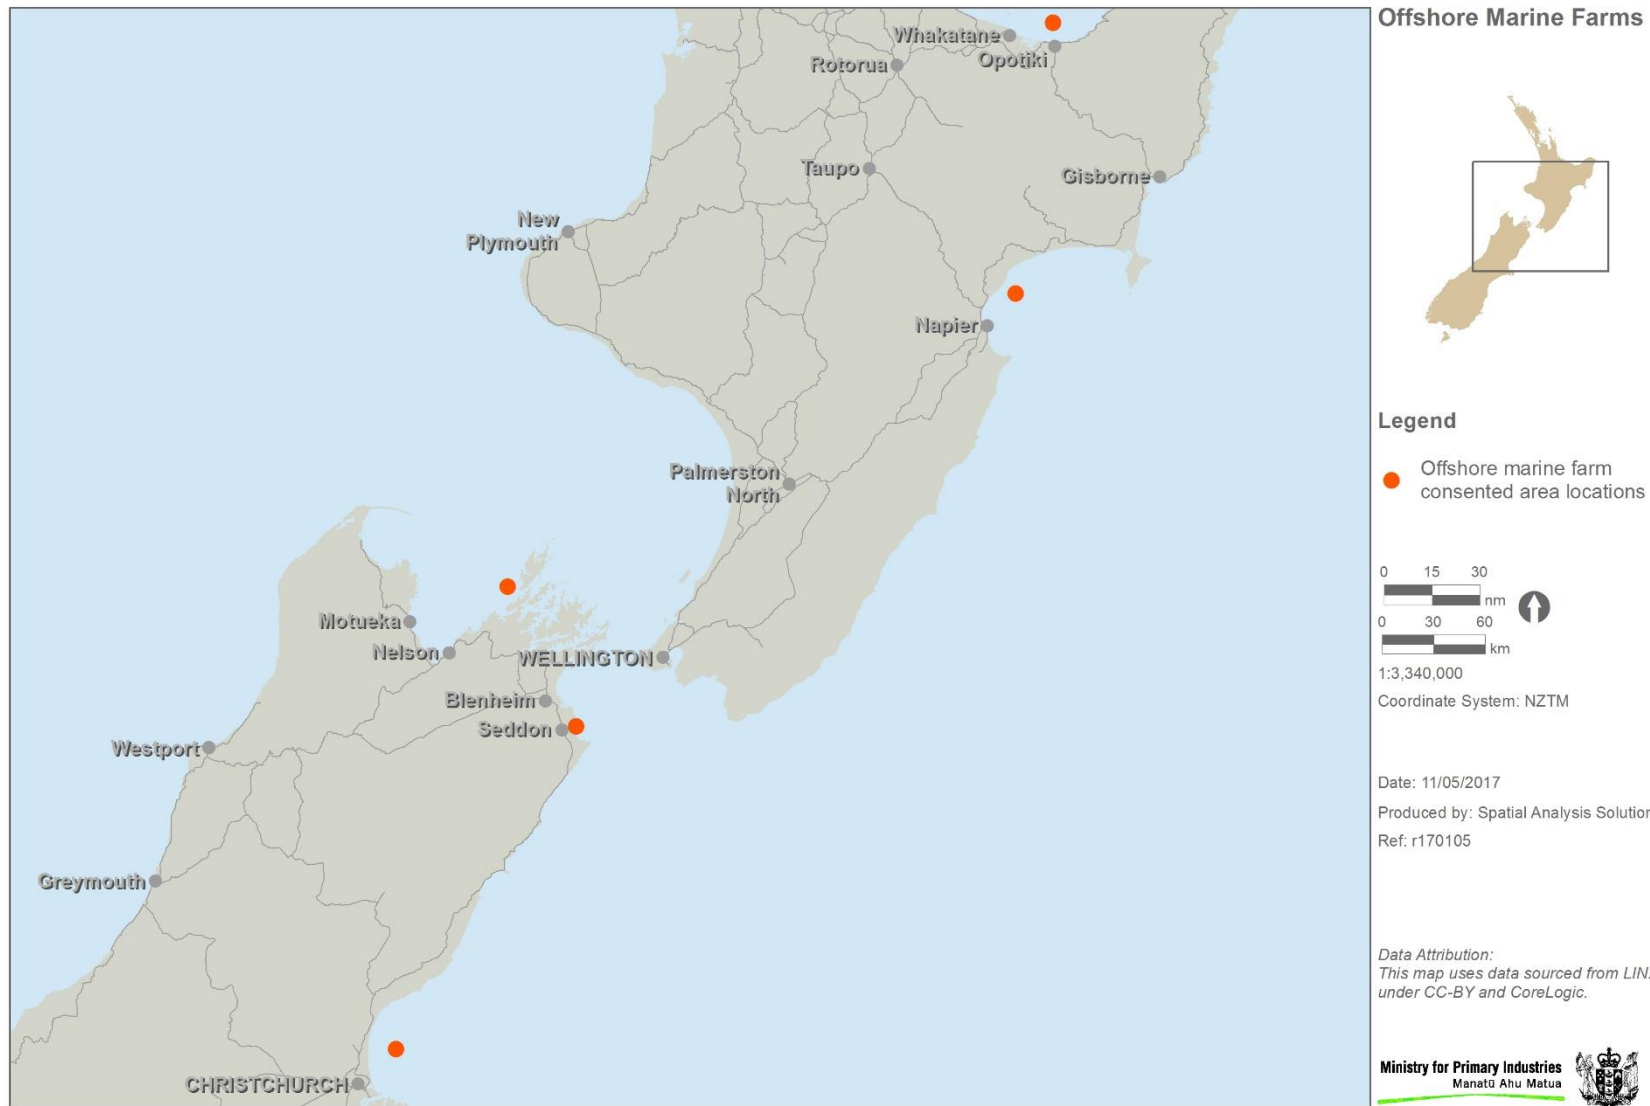 Offshore Marine Farms
Whakatane
Opotiki
Rotorua
Taupo
Gisborne
New
Plymouth
Napier
Palmerston
North
Motueka
Nelson
WELLINGTON
Blenheim
Seddon
Westport
Greymouth
CHRISTCHURCH
Legend
Offshore marine farm
consented area locations
0 15 30
nm
0 30 60
km
1:3,340,000
Coordinate System: NZTM
Date: 11/05/2017
Produced by: Spatial Analysis Solution
Ref: r170105
Data Attribution:
This map uses data sourced from LIN
under CC-BY and CoreLogic.
Ministry for Primary Industries
Manatū Ahu Matua